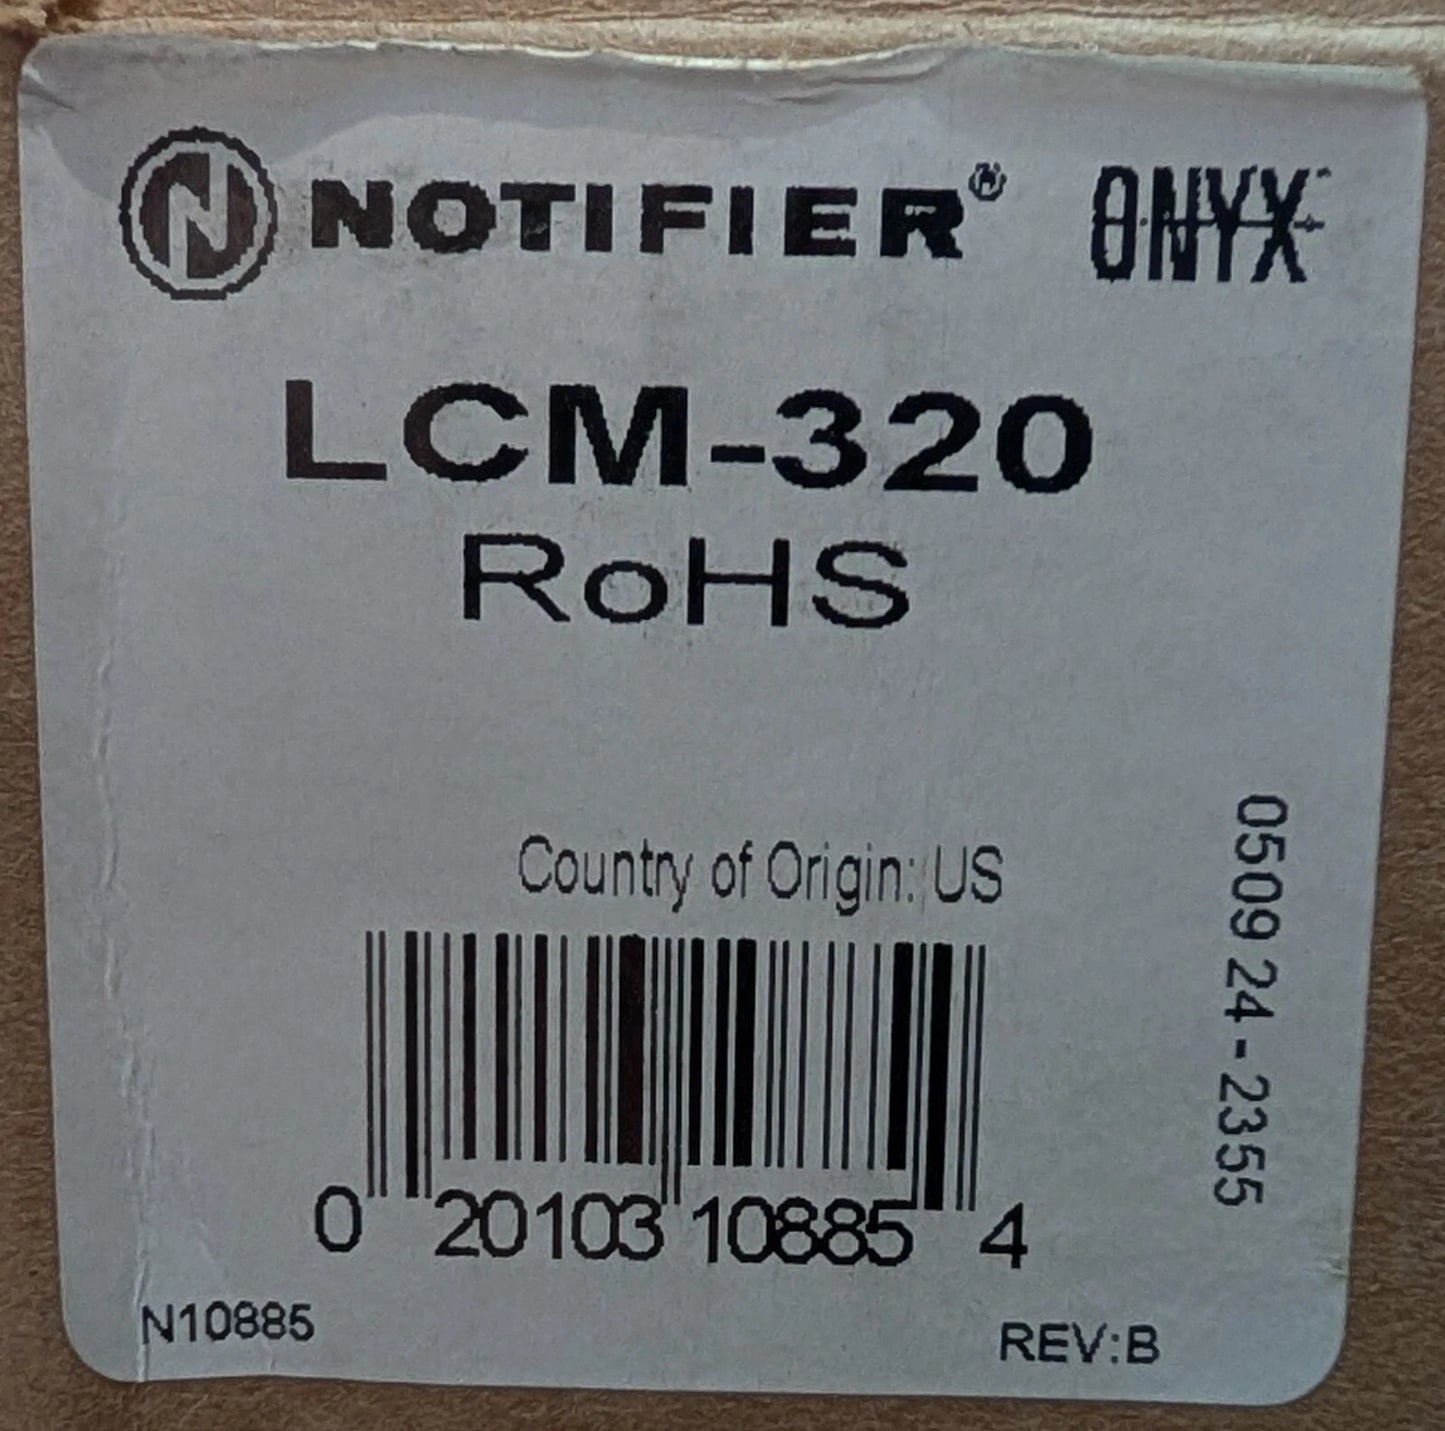 NOTIFIER® ONYX
LCM-320
RoHS
Country of Origin: US
0 20103 10885 4
0509 24-2355
N10885
REV:B